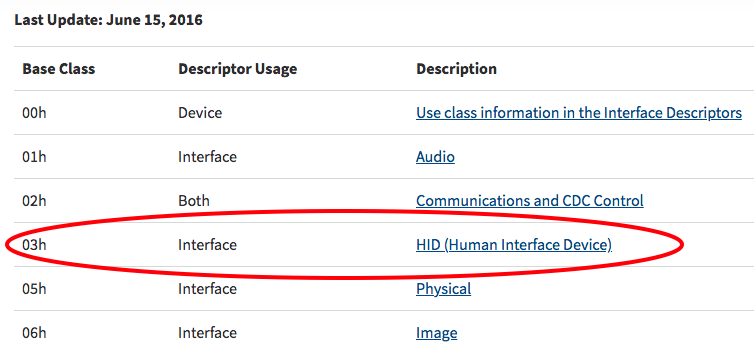 Last Update: June 15, 2016
Base Class Descriptor Usage Description
00h Device Use class information in the Interface Descriptors
01h Interface Audio
02h Both Communications and CDC Control
03h Interface HID (Human Interface Device)
05h Interface Physical
06h Interface Image